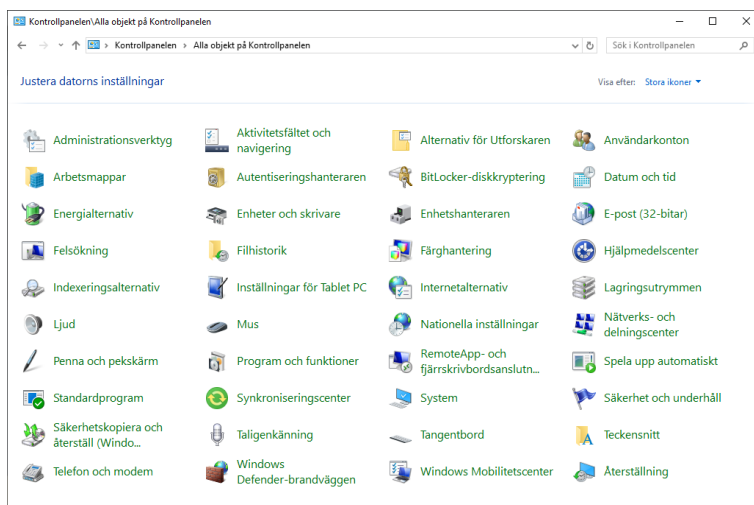 Kontrollpanelen\Alla objekt på Kontrollpanelen
Kontrollpanelen > Alla objekt på Kontrollpanelen
Sök i Kontrollpanelen
Justera datorns inställningar
Visa efter: Stora ikoner
Administrationsverktyg
Aktivitetsfältet och
navigering
Alternativ för Utforskaren
Användarkonton
Arbetsmappar
Autentiseringshanteraren
BitLocker-diskkryptering
Datum och tid
Energialternativ
Enheter och skrivare
Enhetshanteraren
E-post (32-bitar)
Felsökning
Filhistorik
Färghantering
Hjälpmedelscenter
Indexeringsalternativ
Inställningar för Tablet PC
Internetalternativ
Lagringsutrymmen
Ljud
Mus
Nationella inställningar
Nätverks- och
delningscenter
Penna och pekskärm
Program och funktioner
RemoteApp- och
fjärrskrivbordsanslutn...
Spela upp automatiskt
Standardprogram
Synkroniseringscenter
System
Säkerhet och underhåll
Säkerhetskopiera och
återställ (Windo...
Taligenkänning
Tangentbord
Teckensnitt
Telefon och modem
Windows
Defender-brandväggen
Windows Mobilitetscenter
Återställning